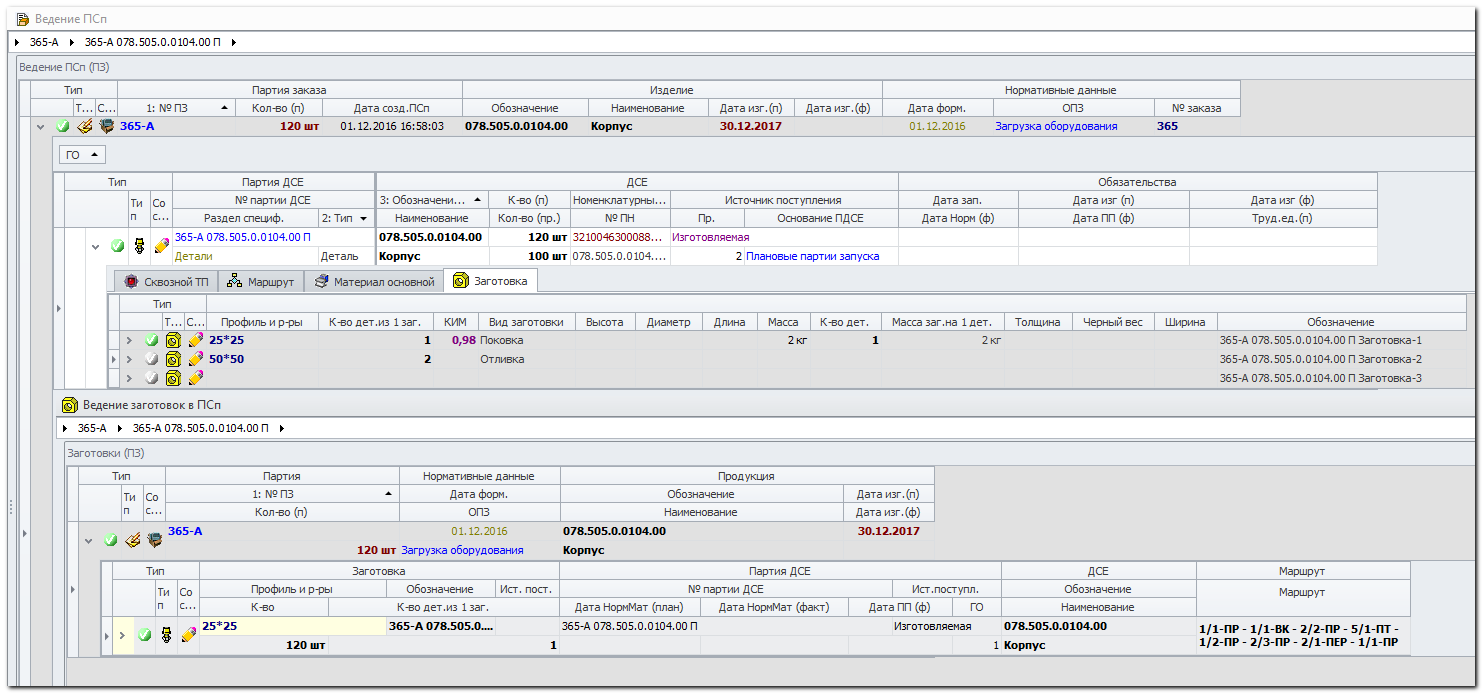 Ведение ПСп
365-А 365-А 078.505.0.0104.00 П
Ведение ПСп (ПЗ)
Тип Партия заказа Изделие Нормативные данные
Т... С... 1: № ПЗ Кол-во (п) Дата созд.ПСп Обозначение Наименование Дата изг.(п) Дата изг.(ф) Дата форм. ОПЗ № заказа
365-А 120 шт 01.12.2016 16:58:03 078.505.0.0104.00 Корпус 30.12.2017 01.12.2016 Загрузка оборудования 365
ГО
Тип Партия ДСЕ ДСЕ Обязательства
Ти п Со с... № партии ДСЕ 3: Обозначени... К-во (п) Номенклатурны... Источник поступления Дата зап. Дата изг (п) Дата изг (ф)
Раздел специф. 2: Тип Наименование Кол-во (пр.) № ПН Пр. Основание ПДСЕ Дата Норм (ф) Дата ПП (ф) Труд.ед.(п)
365-А 078.505.0.0104.00 П 078.505.0.0104.00 120 шт 3210046300088... Изготовляемая
Детали Деталь Корпус 100 шт 078.505.0.0104.... 2 Плановые партии запуска
Сквозной ТП Маршрут Материал основной Заготовка
Тип
Т... С... Профиль и р-ры К-во дет.из 1 заг. КИМ Вид заготовки Высота Диаметр Длина Масса К-во дет. Масса заг.на 1 дет. Толщина Черный вес Ширина Обозначение
25*25 1 0,98 Поковка 2 кг 1 2 кг 365-А 078.505.0.0104.00 П Заготовка-1
50*50 2 Отливка 365-А 078.505.0.0104.00 П Заготовка-2
365-А 078.505.0.0104.00 П Заготовка-3
Ведение заготовок в ПСп
365-А 365-А 078.505.0.0104.00 П
Заготовки (ПЗ)
Тип Партия Нормативные данные Продукция
Ти п Со с... 1: № ПЗ Дата форм. Обозначение Дата изг.(п)
Кол-во (п) ОПЗ Наименование Дата изг.(ф)
365-А 01.12.2016 078.505.0.0104.00 30.12.2017
120 шт Загрузка оборудования Корпус
Тип Заготовка Партия ДСЕ ДСЕ Маршрут
Ти п Со с... Профиль и р-ры Обозначение Ист. пост. № партии ДСЕ Ист.поступл. Обозначение Маршрут
К-во К-во дет.из 1 заг. Дата НормМат (план) Дата НормМат (факт) Дата ПП (ф) ГО Наименование
25*25 365-А 078.505.0.... 365-А 078.505.0.0104.00 П Изготовляемая 078.505.0.0104.00 1/1-ПР - 1/1-ВК - 2/2-ПР - 5/1-ПТ -
120 шт 1 1 Корпус 1/2-ПР - 2/3-ПР - 2/1-ПЕР - 1/1-ПР